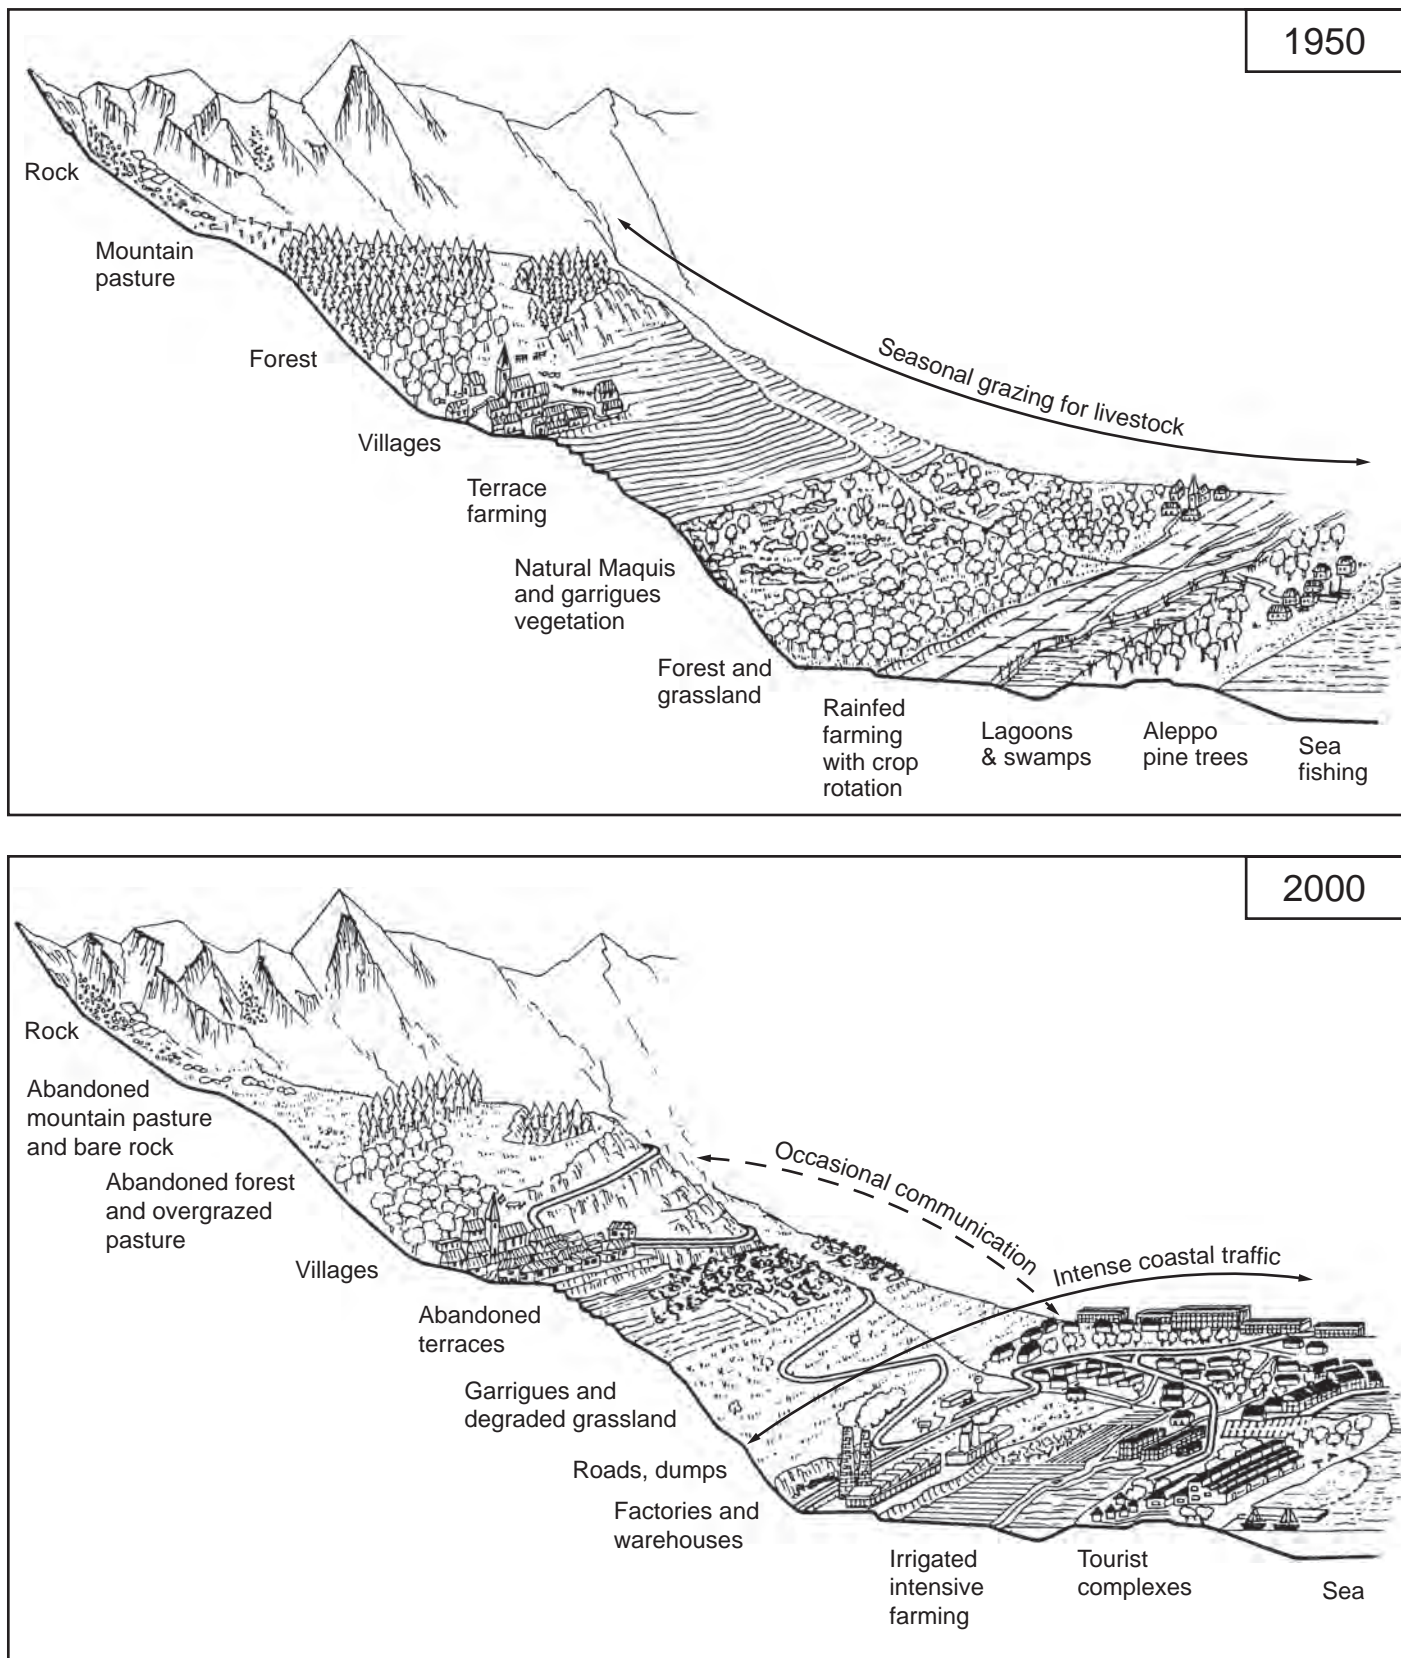 1950
Rock
Mountain
pasture
Forest
Villages
Terrace
farming
Natural Maquis
and garrigues
vegetation
Forest and
grassland
Rainfed
farming
with crop
rotation
Lagoons
& swamps
Aleppo
pine trees
Sea
fishing
Seasonal grazing for livestock
2000
Rock
Abandoned
mountain pasture
and bare rock
Abandoned forest
and overgrazed
pasture
Villages
Abandoned
terraces
Garrigues and
degraded grassland
Roads, dumps
Factories and
warehouses
Irrigated
intensive
farming
Tourist
complexes
Sea
Occasional communication
Intense coastal traffic